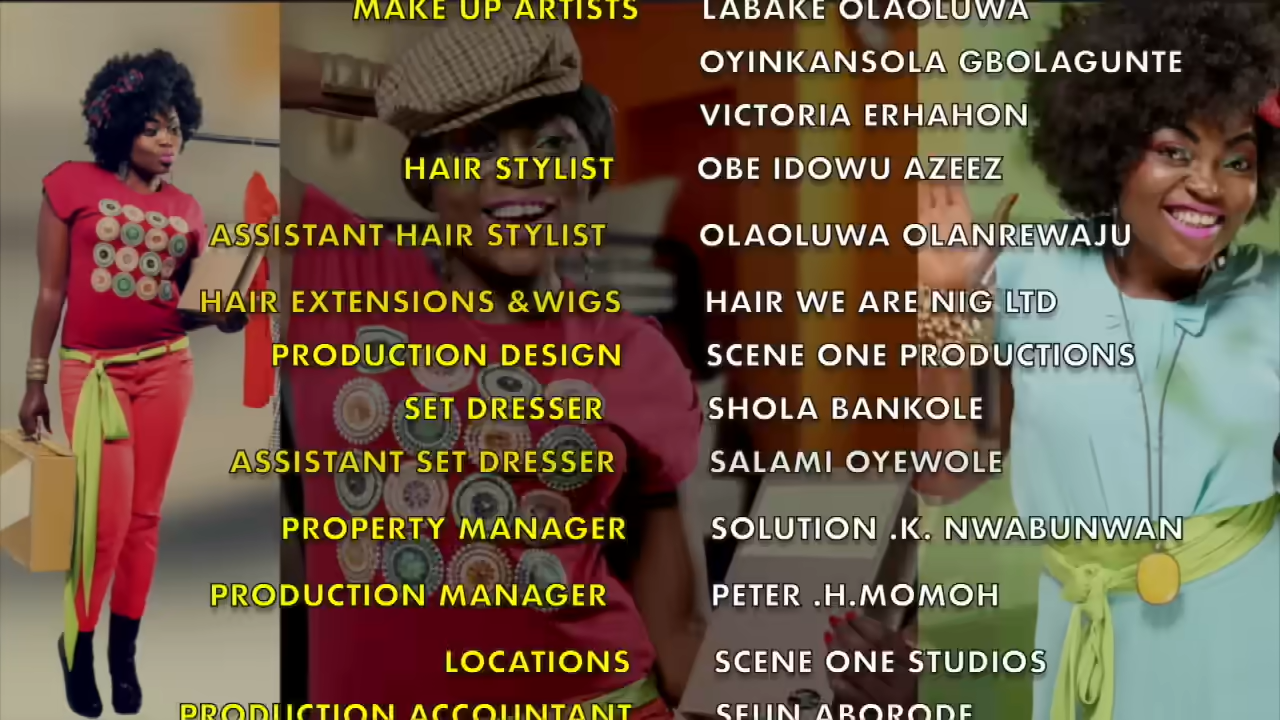 MAKE UP ARTISTS LABAKE OLAOLUWA
OYINKANSOLA GBOLAGUNTE
VICTORIA ERHAHON
HAIR STYLIST OBE IDOWU AZEEZ
ASSISTANT HAIR STYLIST OLAOLUWA OLANREWAJU
HAIR EXTENSIONS &WIGS HAIR WE ARE NIG LTD
PRODUCTION DESIGN SCENE ONE PRODUCTIONS
SET DRESSER SHOLA BANKOLE
ASSISTANT SET DRESSER SALAMI OYEWOLE
PROPERTY MANAGER SOLUTION .K. NWABUNWAN
PRODUCTION MANAGER PETER .H.MOMOH
LOCATIONS SCENE ONE STUDIOS
PRODUCTION ACCOUNTANT SEUN ABORODE